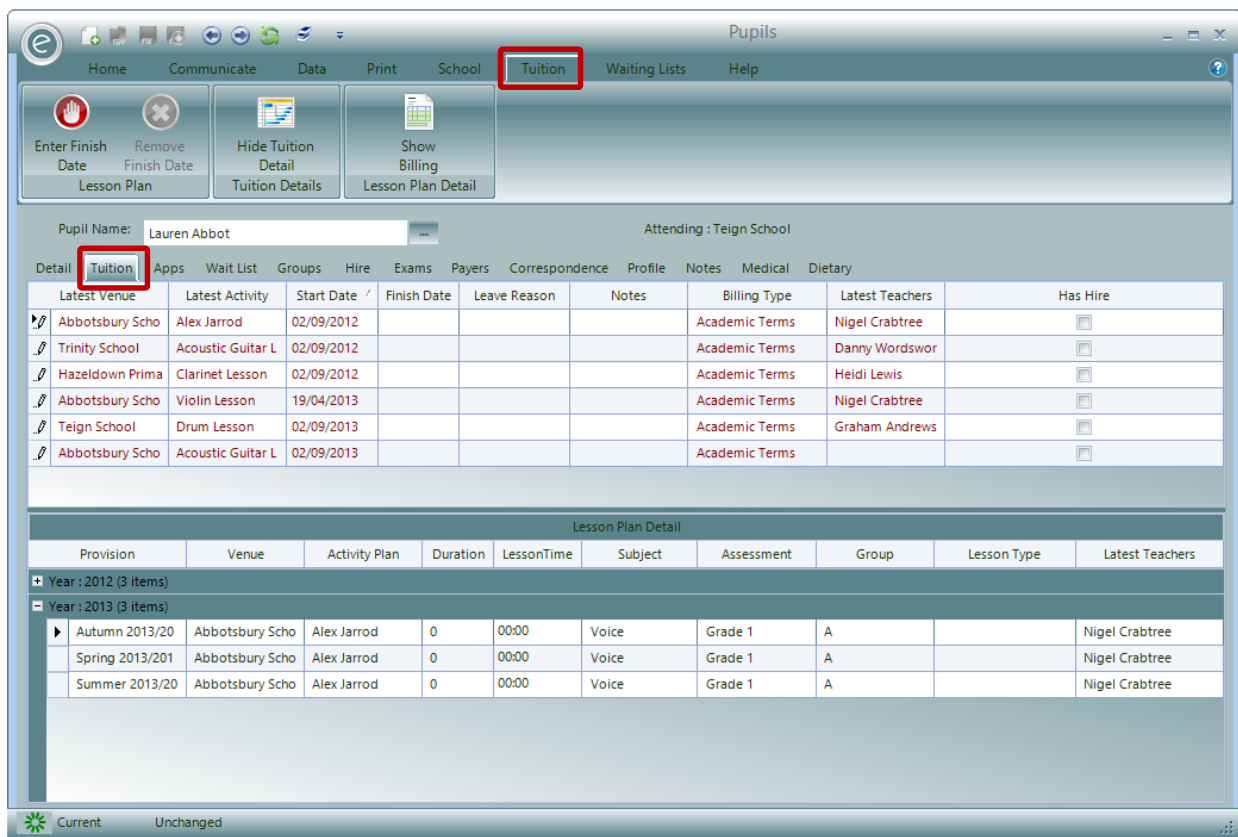 e
Pupils
Home Communicate Data Print School Tuition Waiting Lists Help
Enter Finish Date
Remove Finish Date
Lesson Plan
Hide Tuition Detail
Tuition Details
Show Billing
Lesson Plan Detail
Pupil Name: Lauren Abbot ... Attending : Teign School
Detail Tuition Apps Wait List Groups Hire Exams Payers Correspondence Profile Notes Medical Dietary
Latest Venue Latest Activity Start Date Finish Date Leave Reason Notes Billing Type Latest Teachers Has Hire
Abbotsbury Scho Alex Jarrod 02/09/2012 Academic Terms Nigel Crabtree
Trinity School Acoustic Guitar L 02/09/2012 Academic Terms Danny Wordswor
Hazeldown Prima Clarinet Lesson 02/09/2012 Academic Terms Heidi Lewis
Abbotsbury Scho Violin Lesson 19/04/2013 Academic Terms Nigel Crabtree
Teign School Drum Lesson 02/09/2013 Academic Terms Graham Andrews
Abbotsbury Scho Acoustic Guitar L 02/09/2013 Academic Terms
Lesson Plan Detail
Provision Venue Activity Plan Duration LessonTime Subject Assessment Group Lesson Type Latest Teachers
Year : 2012 (3 items)
Year : 2013 (3 items)
Autumn 2013/20 Abbotsbury Scho Alex Jarrod 0 00:00 Voice Grade 1 A Nigel Crabtree
Spring 2013/201 Abbotsbury Scho Alex Jarrod 0 00:00 Voice Grade 1 A Nigel Crabtree
Summer 2013/20 Abbotsbury Scho Alex Jarrod 0 00:00 Voice Grade 1 A Nigel Crabtree
Current Unchanged